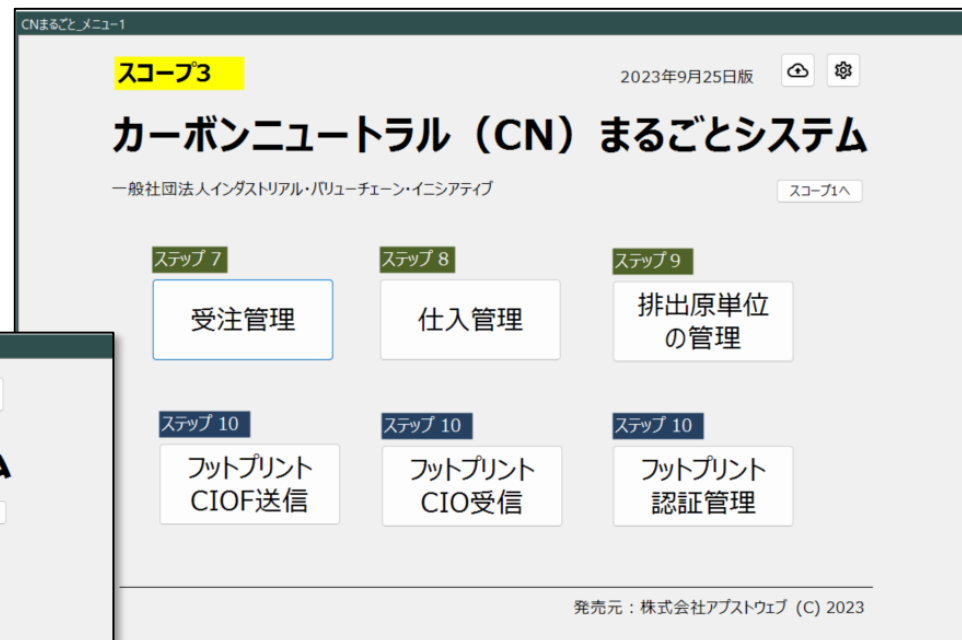 CNまるごと_メニュー1
スコープ3
2023年9月25日版
カーボンニュートラル（CN）まるごとシステム
一般社団法人インダストリアル・バリューチェーン・イニシアティブ
スコープ1へ
ステップ 7
ステップ 8
ステップ 9
受注管理
仕入管理
排出原単位
の管理
ステップ 10
ステップ 10
ステップ 10
フットプリント
CIOF送信
フットプリント
CIO受信
フットプリント
認証管理
発売元：株式会社アプストウェブ (C) 2023